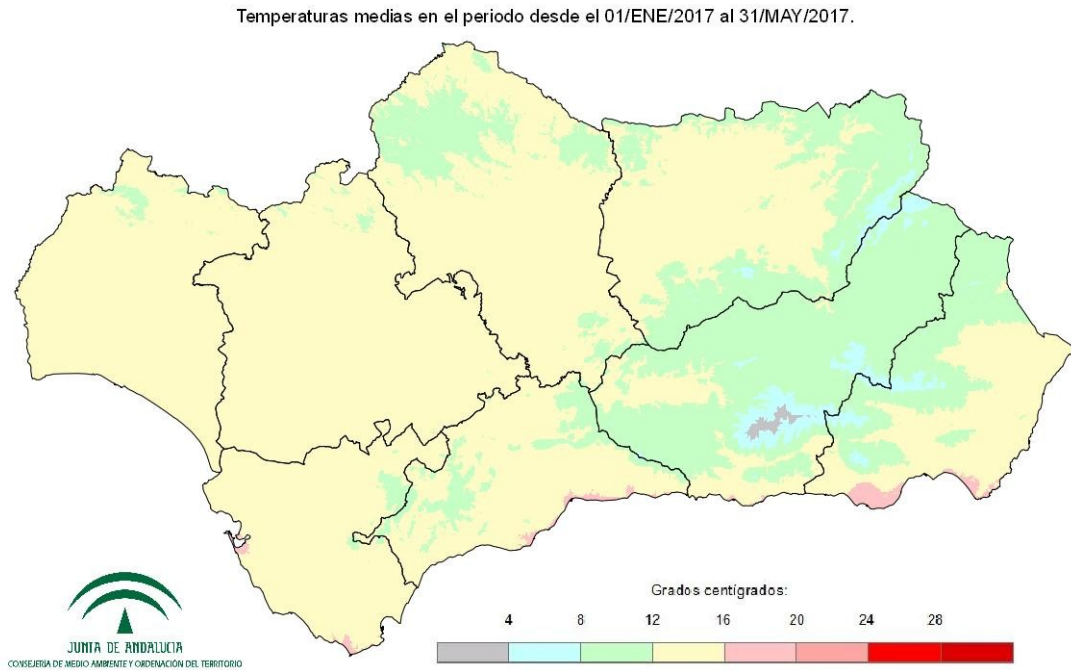 Temperaturas medias en el periodo desde el 01/ENE/2017 al 31/MAY/2017.
Grados centígrados:
4 8 12 16 20 24 28
JUNTA DE ANDALUCIA
CONSEJERIA DE MEDIO AMBIENTE Y ORDENACIÓN DEL TERRITORIO